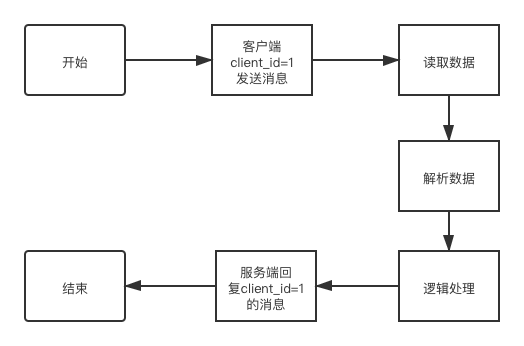 开始
客户端
client_id=1
发送消息
读取数据
解析数据
逻辑处理
服务端回
复client_id=1
的消息
结束